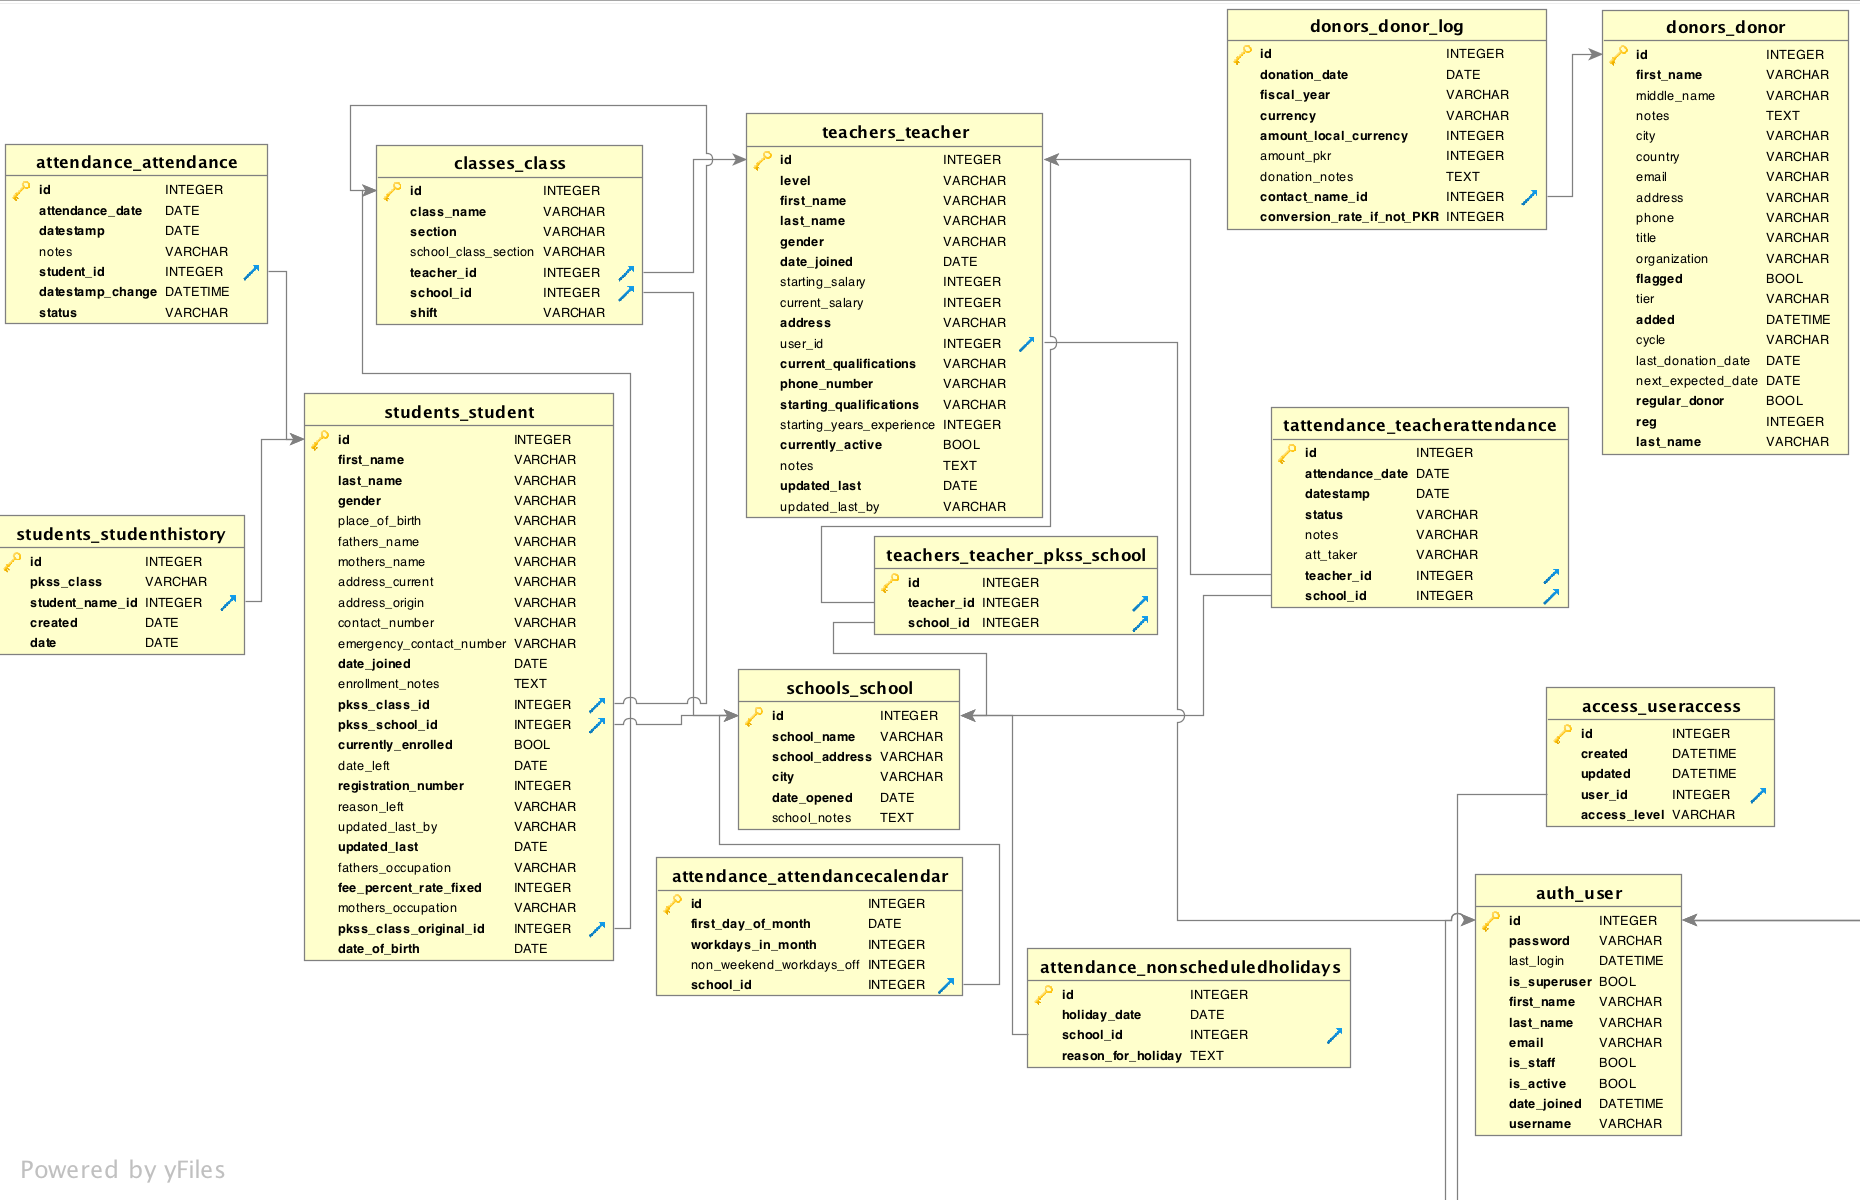 donors_donor_log
id INTEGER
donation_date DATE
fiscal_year VARCHAR
currency VARCHAR
amount_local_currency INTEGER
amount_pkr INTEGER
donation_notes TEXT
contact_name_id INTEGER
conversion_rate_if_not_PKR INTEGER
donors_donor
id INTEGER
first_name VARCHAR
middle_name VARCHAR
notes TEXT
city VARCHAR
country VARCHAR
email VARCHAR
address VARCHAR
phone VARCHAR
title VARCHAR
organization VARCHAR
flagged BOOL
tier VARCHAR
added DATETIME
cycle VARCHAR
last_donation_date DATE
next_expected_date DATE
regular_donor BOOL
reg INTEGER
last_name VARCHAR
attendance_attendance
id INTEGER
attendance_date DATE
datestamp DATE
notes VARCHAR
student_id INTEGER
datestamp_change DATETIME
status VARCHAR
classes_class
id INTEGER
class_name VARCHAR
section VARCHAR
school_class_section VARCHAR
teacher_id INTEGER
school_id INTEGER
shift VARCHAR
teachers_teacher
id INTEGER
level VARCHAR
first_name VARCHAR
last_name VARCHAR
gender VARCHAR
date_joined DATE
starting_salary INTEGER
current_salary INTEGER
address VARCHAR
user_id INTEGER
current_qualifications VARCHAR
phone_number VARCHAR
starting_qualifications VARCHAR
starting_years_experience INTEGER
currently_active BOOL
notes TEXT
updated_last DATE
updated_last_by VARCHAR
students_student
id INTEGER
first_name VARCHAR
last_name VARCHAR
gender VARCHAR
place_of_birth VARCHAR
fathers_name VARCHAR
mothers_name VARCHAR
address_current VARCHAR
address_origin VARCHAR
contact_number VARCHAR
emergency_contact_number VARCHAR
date_joined DATE
enrollment_notes TEXT
pkss_class_id INTEGER
pkss_school_id INTEGER
currently_enrolled BOOL
date_left DATE
registration_number INTEGER
reason_left VARCHAR
updated_last_by VARCHAR
updated_last DATE
fathers_occupation VARCHAR
fee_percent_rate_fixed INTEGER
mothers_occupation VARCHAR
pkss_class_original_id INTEGER
date_of_birth DATE
tattendance_teacherattendance
id INTEGER
attendance_date DATE
datestamp DATE
status VARCHAR
notes VARCHAR
att_taker VARCHAR
teacher_id INTEGER
school_id INTEGER
students_studenthistory
id INTEGER
pkss_class VARCHAR
student_name_id INTEGER
created DATE
date DATE
teachers_teacher_pkss_school
id INTEGER
teacher_id INTEGER
school_id INTEGER
schools_school
id INTEGER
school_name VARCHAR
school_address VARCHAR
city VARCHAR
date_opened DATE
school_notes TEXT
access_useraccess
id INTEGER
created DATETIME
updated DATETIME
user_id INTEGER
access_level VARCHAR
attendance_attendancecalendar
id INTEGER
first_day_of_month DATE
workdays_in_month INTEGER
non_weekend_workdays_off INTEGER
school_id INTEGER
auth_user
id INTEGER
password VARCHAR
last_login DATETIME
is_superuser BOOL
first_name VARCHAR
last_name VARCHAR
email VARCHAR
is_staff BOOL
is_active BOOL
date_joined DATETIME
username VARCHAR
attendance_nonscheduledholidays
id INTEGER
holiday_date DATE
school_id INTEGER
reason_for_holiday TEXT
Powered by yFiles